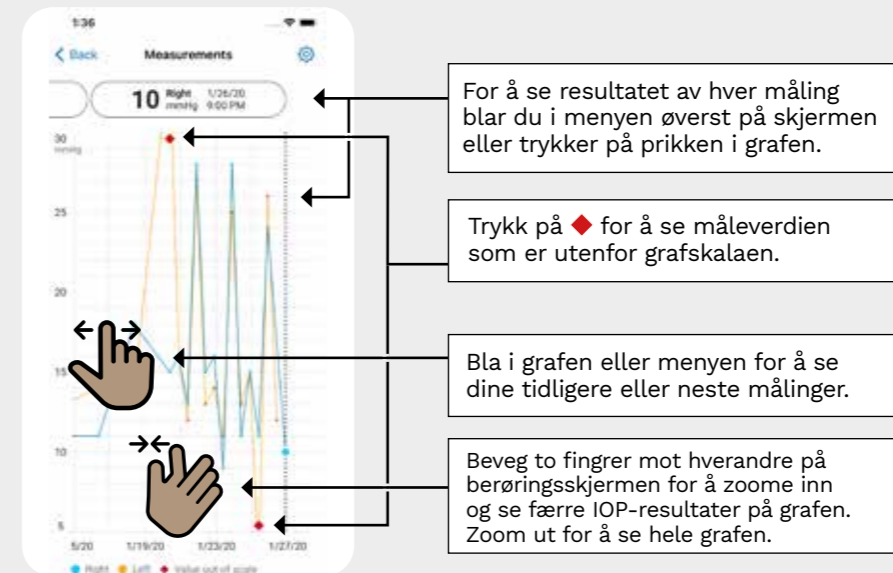 1:36
Back Measurements
10 Right mmHg 1/26/20 9:00 PM
For å se resultatet av hver måling
blar du i menyen øverst på skjermen
eller trykker på prikken i grafen.
30
mmHg
25
Trykk på ♦ for å se måleverdien
som er utenfor grafskalaen.
20
15
Bla i grafen eller menyen for å se
dine tidligere eller neste målinger.
10
Beveg to fingrer mot hverandre på
berøringsskjermen for å zoome inn
og se færre IOP-resultater på grafen.
Zoom ut for å se hele grafen.
5
5/20 1/19/20 1/23/20 1/27/20
Right Left Value out of scale